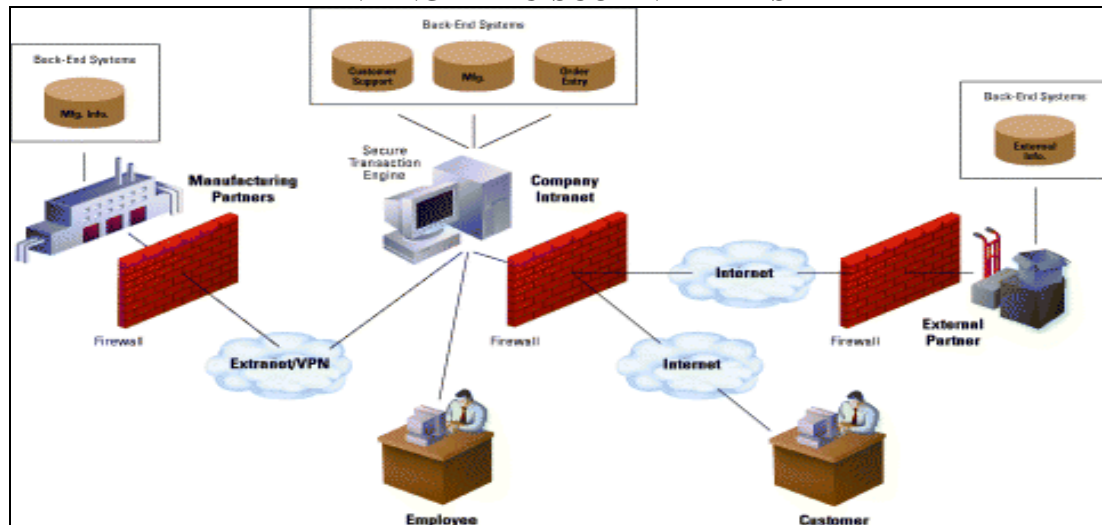 Back-End Systems
Customer
Support
Mfg.
Order
Entry
Back-End Systems
Mfg. Info.
Back-End Systems
External
Info.
Secure
Transaction
Engine
Company
Intranet
Manufacturing
Partners
Internet
External
Partner
Firewall
Firewall
Firewall
Extranet/VPN
Internet
Employee
Customer